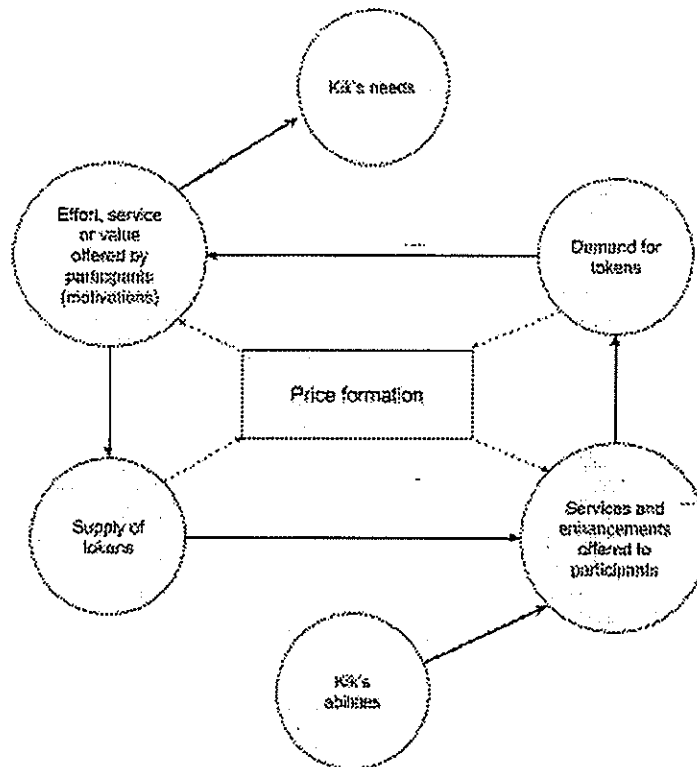 Kik's needs
Effort, service
or value
offered by
participants
(motivations)
Demand for
tokens
Price formation
Supply of
tokens
Services and
enhancements
offered to
participants
Kik's
abilities